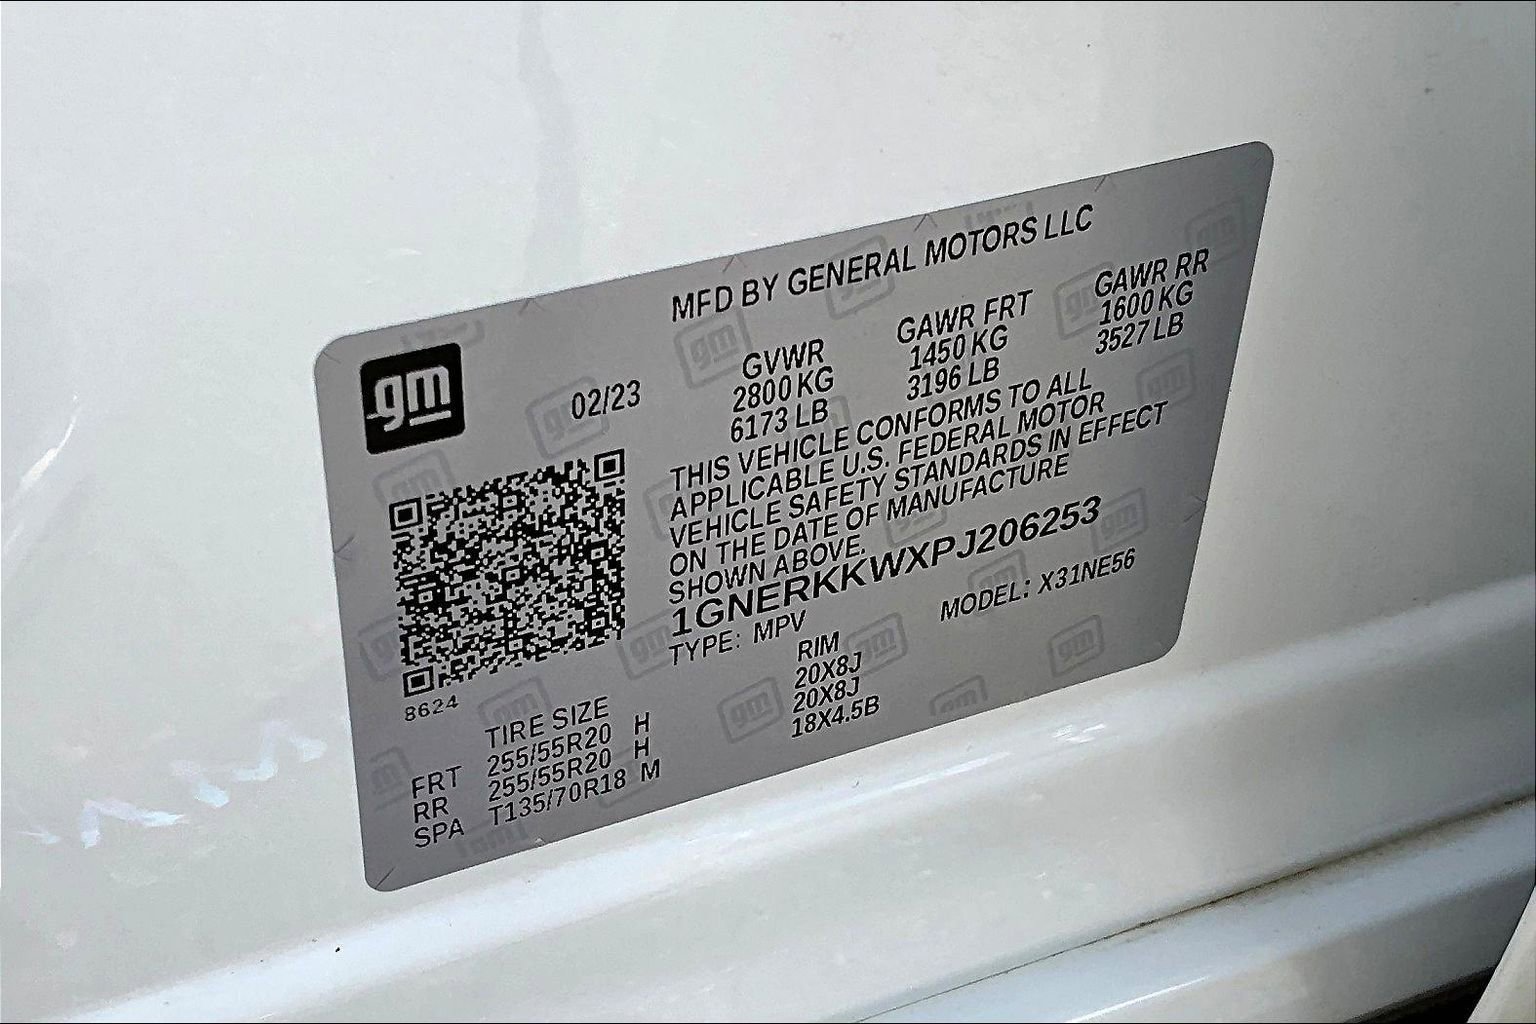 MFD BY GENERAL MOTORS LLC
gm
02/23
GVWR GAWR FRT GAWR RR
2800 KG 1450 KG 1600 KG
6173 LB 3196 LB 3527 LB
THIS VEHICLE CONFORMS TO ALL
APPLICABLE U.S. FEDERAL MOTOR
VEHICLE SAFETY STANDARDS IN EFFECT
ON THE DATE OF MANUFACTURE
SHOWN ABOVE.
1GNERKKWXPJ206253
TYPE: MPV MODEL: X31NE56
8624
TIRE SIZE RIM
FRT 255/55R20 H 20X8J
RR 255/55R20 H 20X8J
SPA T135/70R18 M 18X4.5B